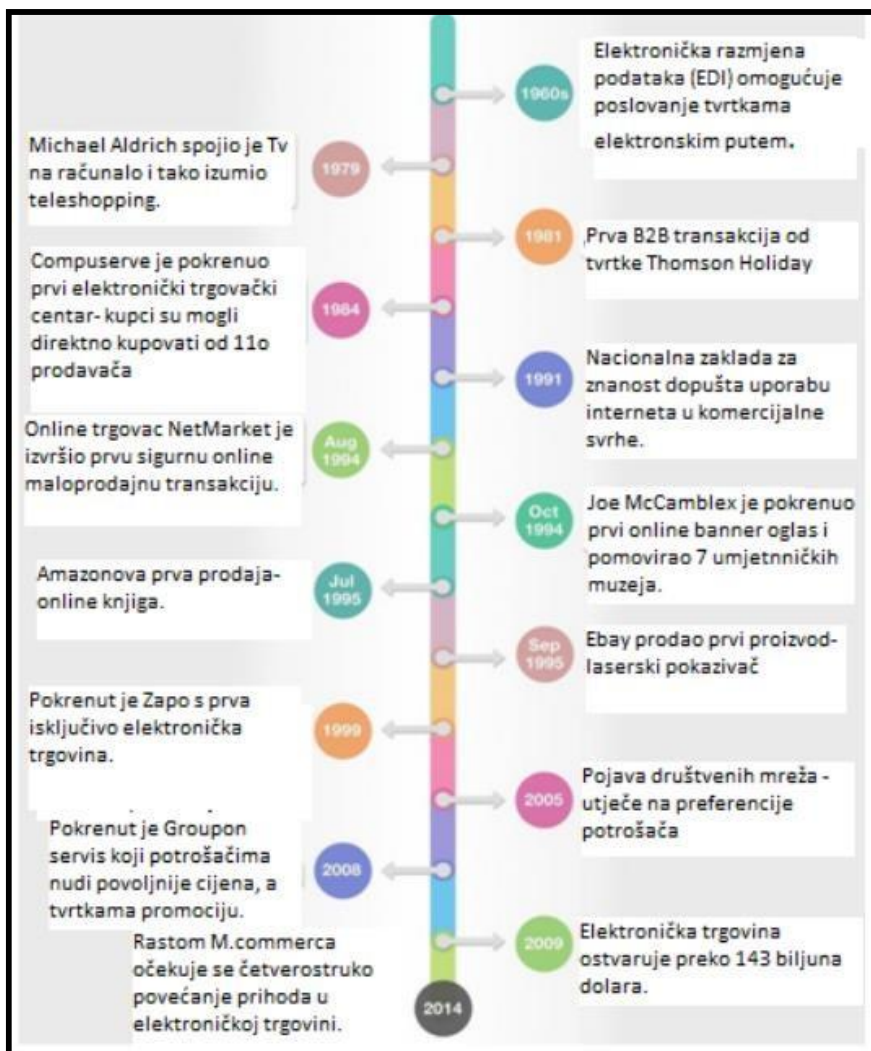 1960s
Elektronička razmjena
podataka (EDI) omogućuje
poslovanje tvrtkama
elektronskim putem.
Michael Aldrich spojio je Tv
na računalo i tako izumio
teleshopping.
1979
1981
Prva B2B transakcija od
tvrtke Thomson Holiday
Compuserve je pokrenuo
prvi elektronički trgovački
centar- kupci su mogli
direktno kupovati od 11o
prodavača
1984
1991
Nacionalna zaklada za
znanost dopušta uporabu
interneta u komercijalne
svrhe.
Online trgovac NetMarket je
izvršio prvu sigurnu online
maloprodajnu transakciju.
Aug
1994
Oct
1994
Joe McCamblex je pokrenuo
prvi online banner oglas i
pomovirao 7 umjetnničkih
muzeja.
Amazonova prva prodaja-
online knjiga.
Jul
1995
Sep
1995
Ebay prodao prvi proizvod-
laserski pokazivač
Pokrenut je Zapo s prva
isključivo elektronička
trgovina.
1999
2005
Pojava društvenih mreža -
utječe na preferencije
potrošača
Pokrenut je Groupon
servis koji potrošačima
nudi povoljnije cijena, a
tvrtkama promociju.
2008
2009
Elektronička trgovina
ostvaruje preko 143 biljuna
dolara.
Rastom M.commerca
očekuje se četverostruko
povećanje prihoda u
elektroničkoj trgovini.
2014